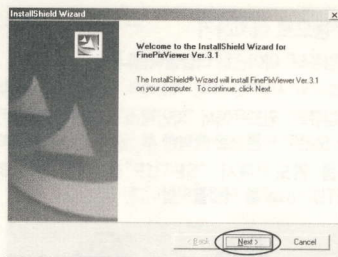 InstallShield Wizard
Welcome to the InstallShield Wizard for
FinePixViewer Ver.3.1
The InstallShield® Wizard will install FinePixViewer Ver.3.1
on your computer. To continue, click Next.
< Back
Next >
Cancel